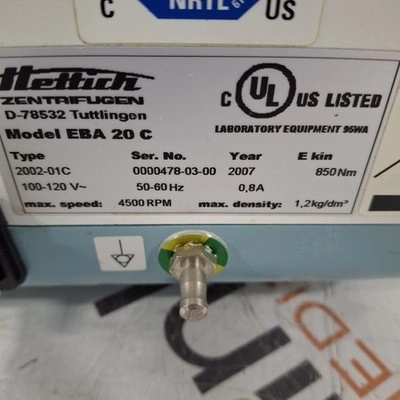 C NRTL US
Hettich
ZENTRIFUGEN
D-78532 Tuttlingen
Model EBA 20 C
C UL US LISTED
LABORATORY EQUIPMENT 95WA
Type Ser. No. Year E kin
2002-01C 0000478-03-00 2007 850Nm
100-120 V~ 50-60 Hz 0,8A
max. speed: 4500 RPM max. density: 1,2kg/dm³